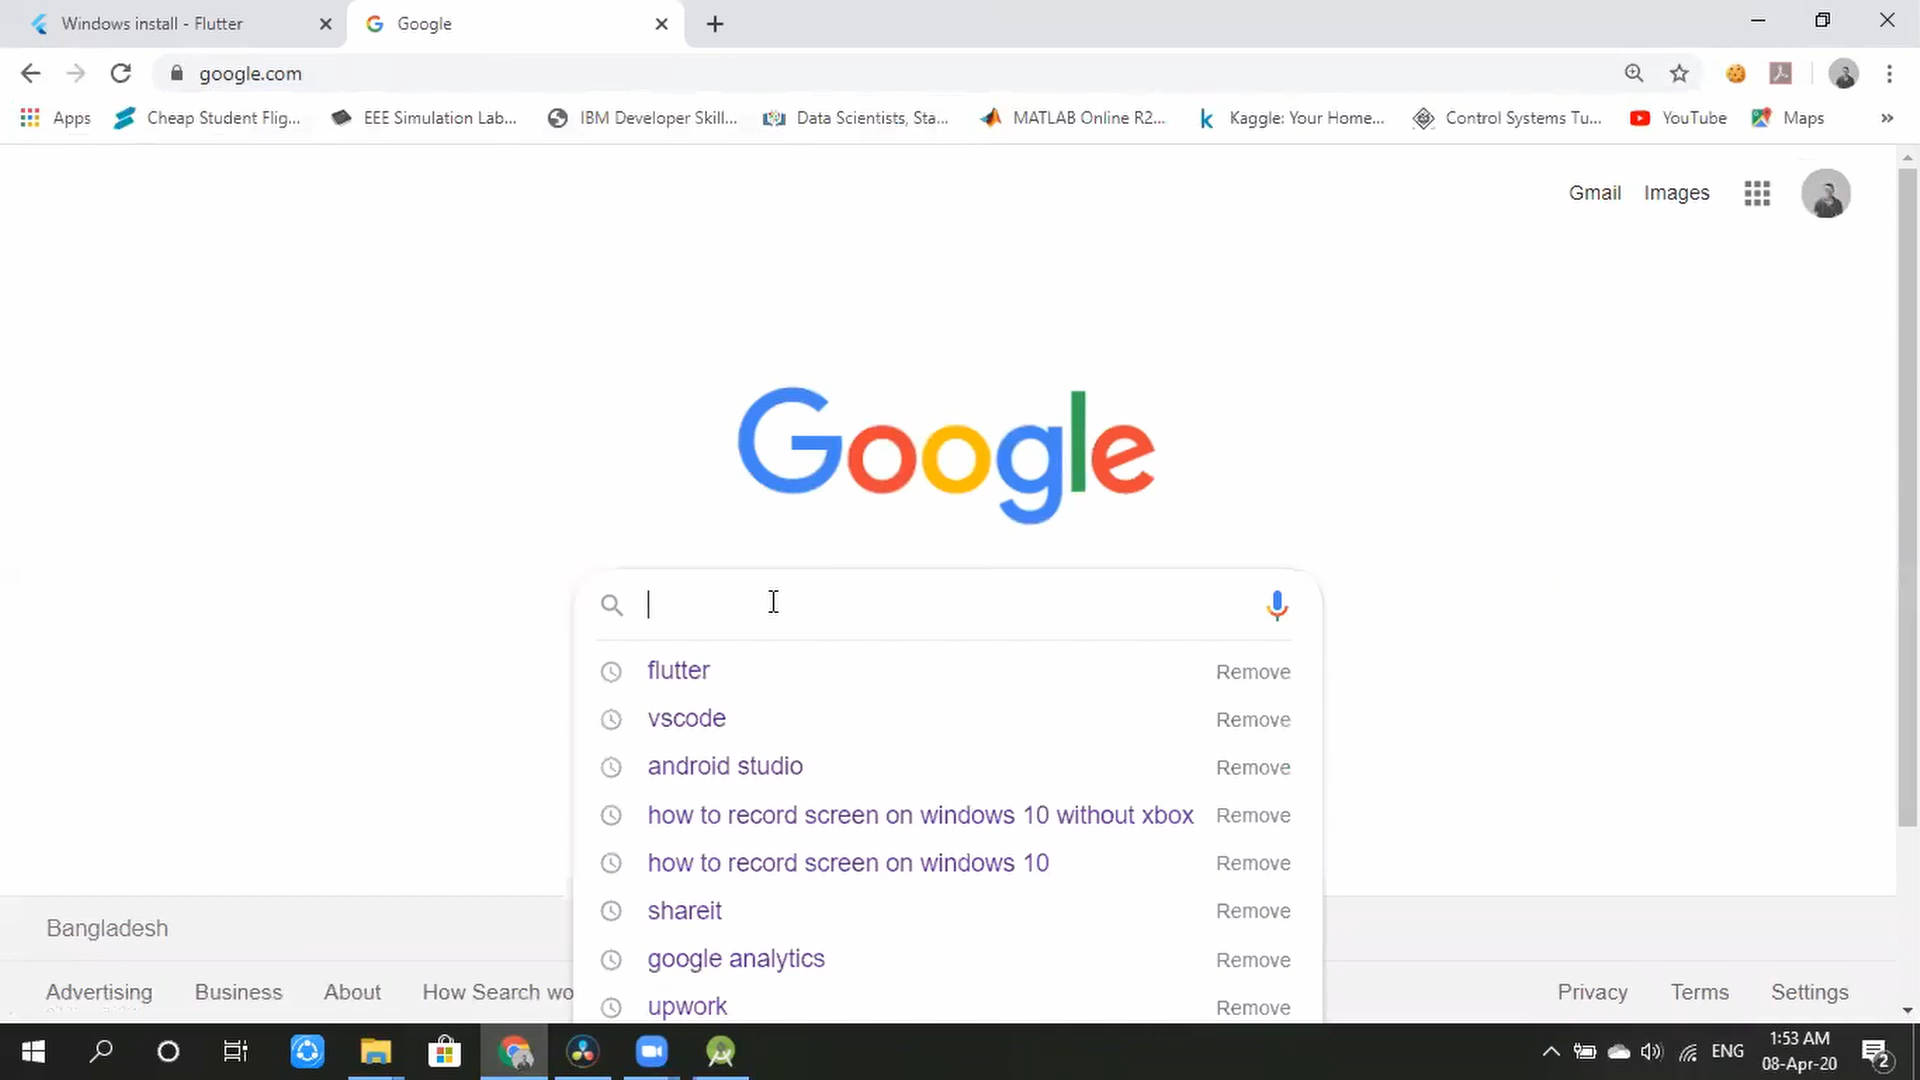 Windows install - Flutter
Google
google.com
Apps
Cheap Student Flig...
EEE Simulation Lab...
IBM Developer Skill...
Data Scientists, Sta...
MATLAB Online R2...
Kaggle: Your Home...
Control Systems Tu...
YouTube
Maps
Gmail
Images
Google
flutter Remove
vscode Remove
android studio Remove
how to record screen on windows 10 without xbox Remove
how to record screen on windows 10 Remove
shareit Remove
google analytics Remove
upwork Remove
Bangladesh
Advertising Business About How Search wo
Privacy Terms Settings
ENG
1:53 AM
08-Apr-20
2